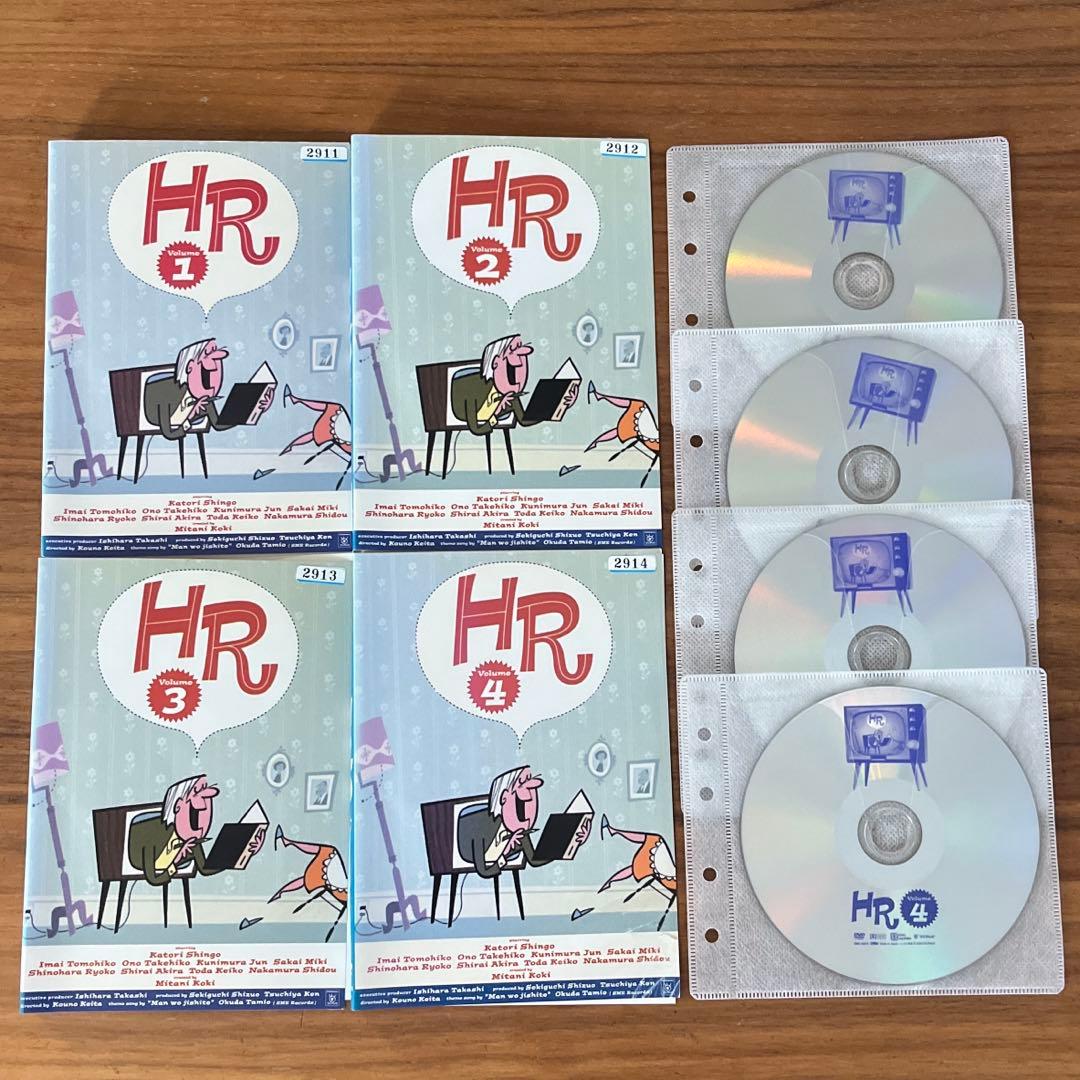 2911
HR
Volume
1
starring
Katori Shingo
Imai Tomohiko Ono Takehiko Kunimura Jun Sakai Miki
Shinohara Ryoko Shirai Akira Toda Keiko Nakamura Shidou
created by
Mitani Koki
executive producer Ishihara Takashi produced by Sekiguchi Shizuo Tsuchiya Ken
directed by Kouno Keita theme song by "Man wo jishite" Okuda Tamio (SME Records)
2912
HR
Volume
2
starring
Katori Shingo
Imai Tomohiko Ono Takehiko Kunimura Jun Sakai Miki
Shinohara Ryoko Shirai Akira Toda Keiko Nakamura Shidou
created by
Mitani Koki
executive producer Ishihara Takashi produced by Sekiguchi Shizuo Tsuchiya Ken
directed by Kouno Keita theme song by "Man wo jishite" Okuda Tamio (SME Records)
2913
HR
Volume
3
starring
Katori Shingo
Imai Tomohiko Ono Takehiko Kunimura Jun Sakai Miki
Shinohara Ryoko Shirai Akira Toda Keiko Nakamura Shidou
created by
Mitani Koki
executive producer Ishihara Takashi produced by Sekiguchi Shizuo Tsuchiya Ken
directed by Kouno Keita theme song by "Man wo jishite" Okuda Tamio (SME Records)
2914
HR
Volume
4
starring
Katori Shingo
Imai Tomohiko Ono Takehiko Kunimura Jun Sakai Miki
Shinohara Ryoko Shirai Akira Toda Keiko Nakamura Shidou
created by
Mitani Koki
executive producer Ishihara Takashi produced by Sekiguchi Shizuo Tsuchiya Ken
directed by Kouno Keita theme song by "Man wo jishite" Okuda Tamio (SME Records)
HR
HR
HR
HR
HR
Volume
4
DVD